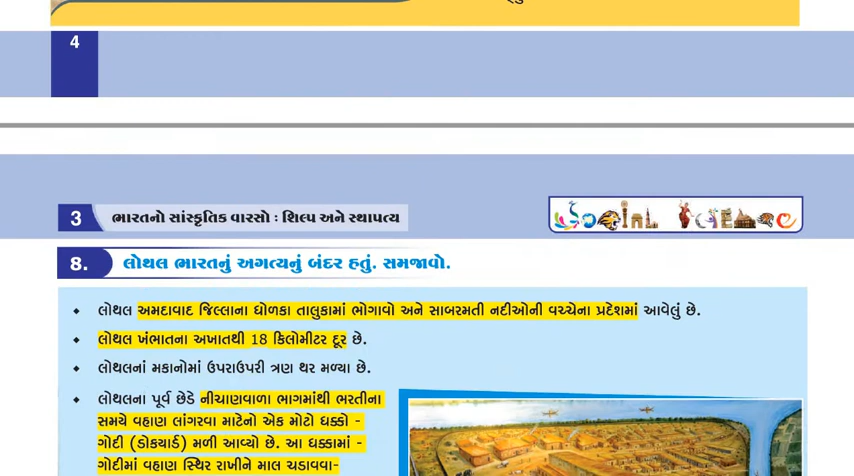 4
3 ભારતનો સાંસ્કૃતિક વારસો : શિલ્પ અને સ્થાપત્ય
Social Science
8. લોથલ ભારતનું અગત્યનું બંદર હતું. સમજાવો.
◆ લોથલ અમદાવાદ જિલ્લાના ધોળકા તાલુકામાં ભોગાવો અને સાબરમતી નદીઓની વચ્ચેના પ્રદેશમાં આવેલું છે.
◆ લોથલ ખંભાતના અખાતથી 18 કિલોમીટર દૂર છે.
◆ લોથલનાં મકાનોમાં ઉપરાઉપરી ત્રણ થર મળ્યા છે.
◆ લોથલના પૂર્વ છેડે નીચાણવાળા ભાગમાંથી ભરતીના
સમયે વહાણ લાંગરવા માટેનો એક મોટો ધક્કો -
ગોદી (ડોક્યાર્ડ) મળી આવ્યો છે. આ ધક્કામાં -
ગોદીમાં વહાણ સ્થિર રાખીને માલ ચડાવવા-